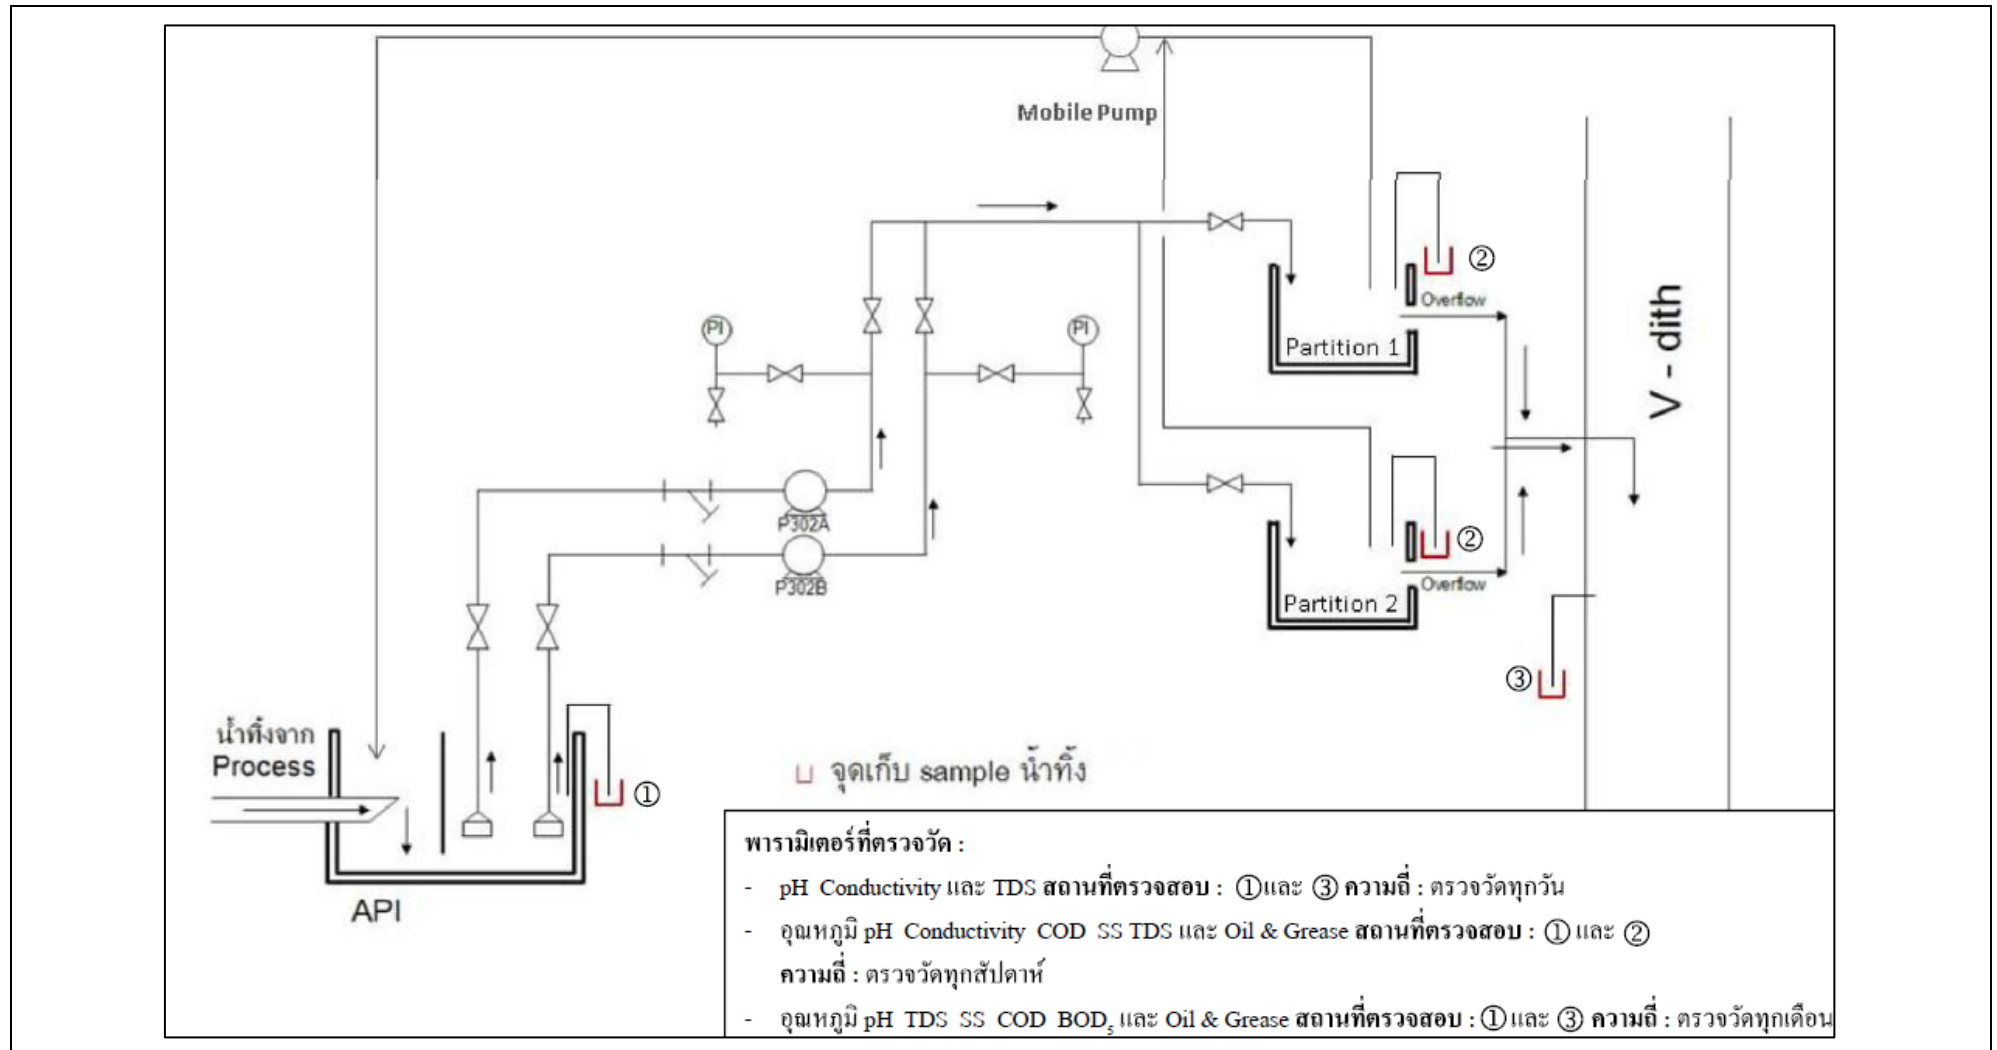 Mobile Pump
②
Overflow
Partition 1
V - dith
PI
PI
P302A
②
P302B
Overflow
Partition 2
③
น้ำทิ้งจาก
Process
①
จุดเก็บ sample น้ำทิ้ง
API
พารามิเตอร์ที่ตรวจวัด :
- pH Conductivity และ TDS สถานที่ตรวจสอบ : ①และ ③ ความถี่ : ตรวจวัดทุกวัน
- อุณหภูมิ pH Conductivity COD SS TDS และ Oil & Grease สถานที่ตรวจสอบ : ① และ ②
ความถี่ : ตรวจวัดทุกสัปดาห์
- อุณหภูมิ pH TDS SS COD BOD₅ และ Oil & Grease สถานที่ตรวจสอบ : ① และ ③ ความถี่ : ตรวจวัดทุกเดือน